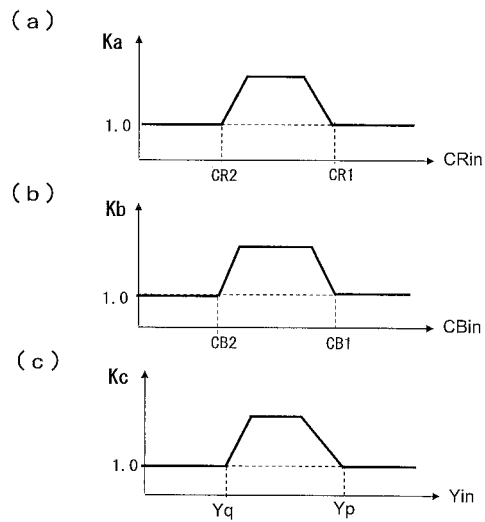 (a)
Ka
1.0
CR2 CR1 CRin
(b)
Kb
1.0
CB2 CB1 CBin
(c)
Kc
1.0
Yq Yp Yin